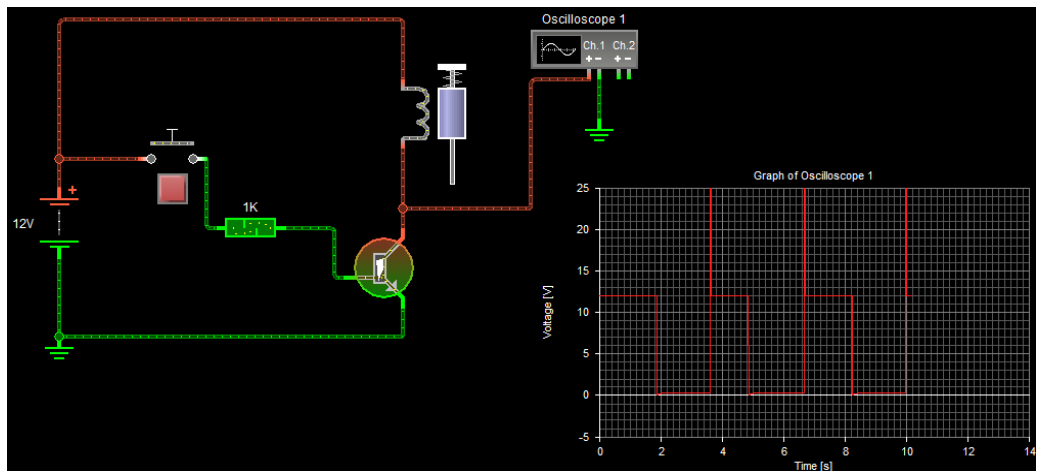 Oscilloscope 1
Ch.1 Ch.2
+ − + −
1K
+
12V
Graph of Oscilloscope 1
Voltage [V]
25
20
15
10
5
0
-5
0 2 4 6 8 10 12 14
Time [s]